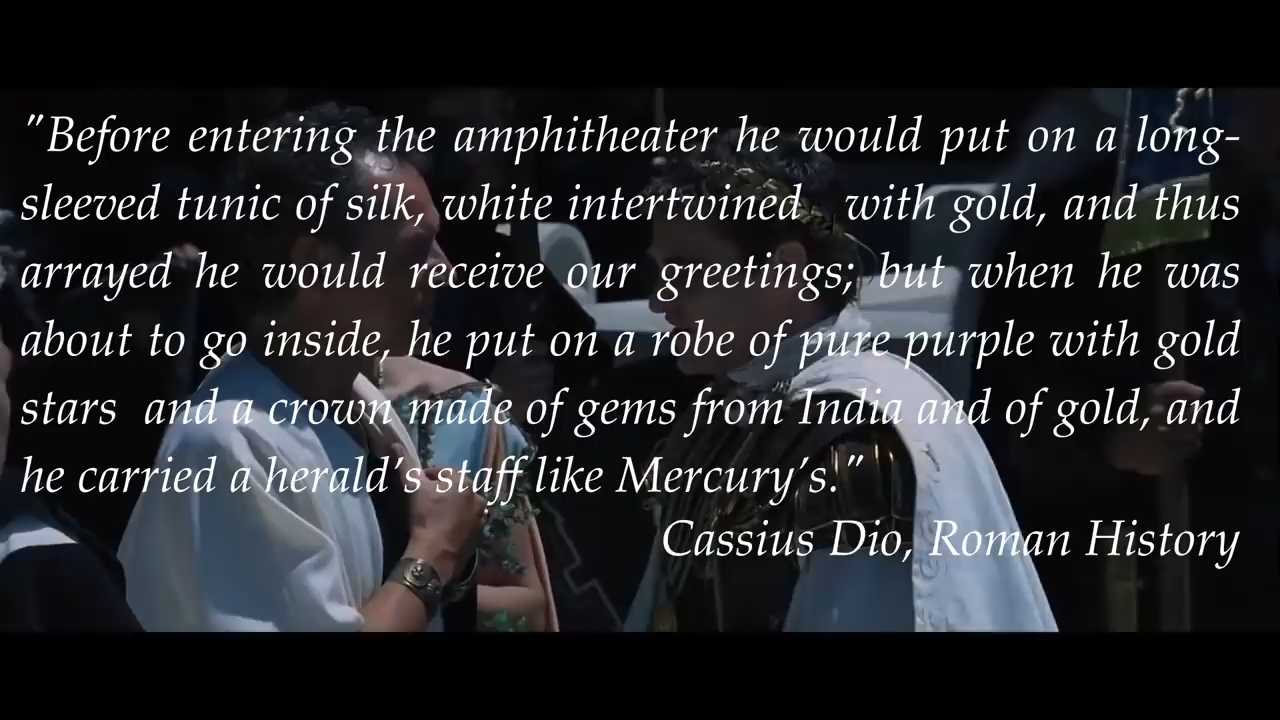 "Before entering the amphitheater he would put on a long-
sleeved tunic of silk, white intertwined with gold, and thus
arrayed he would receive our greetings; but when he was
about to go inside, he put on a robe of pure purple with gold
stars and a crown made of gems from India and of gold, and
he carried a herald's staff like Mercury's."
Cassius Dio, Roman History